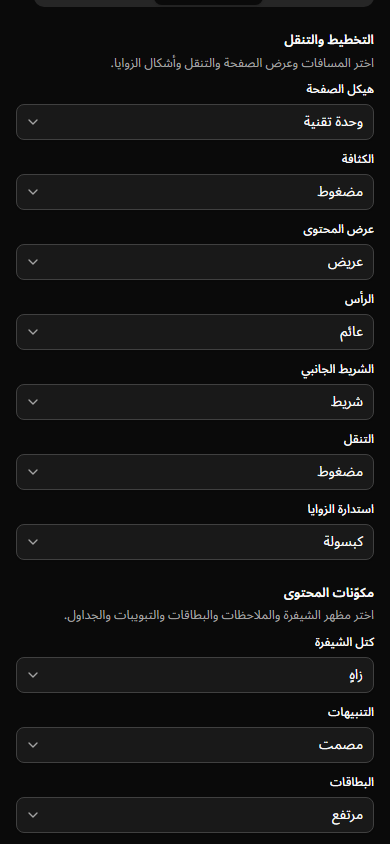 التخطيط والتنقل
اختر المسافات وعرض الصفحة والتنقل وأشكال الزوايا.
هيكل الصفحة
وحدة تقنية
الكثافة
مضغوط
عرض المحتوى
عريض
الرأس
عائم
الشريط الجانبي
شريط
التنقل
مضغوط
استدارة الزوايا
كبسولة
مكوّنات المحتوى
اختر مظهر الشيفرة والملاحظات والبطاقات والتبويبات والجداول.
كتل الشيفرة
زاهٍ
التنبيهات
مصمت
البطاقات
مرتفع